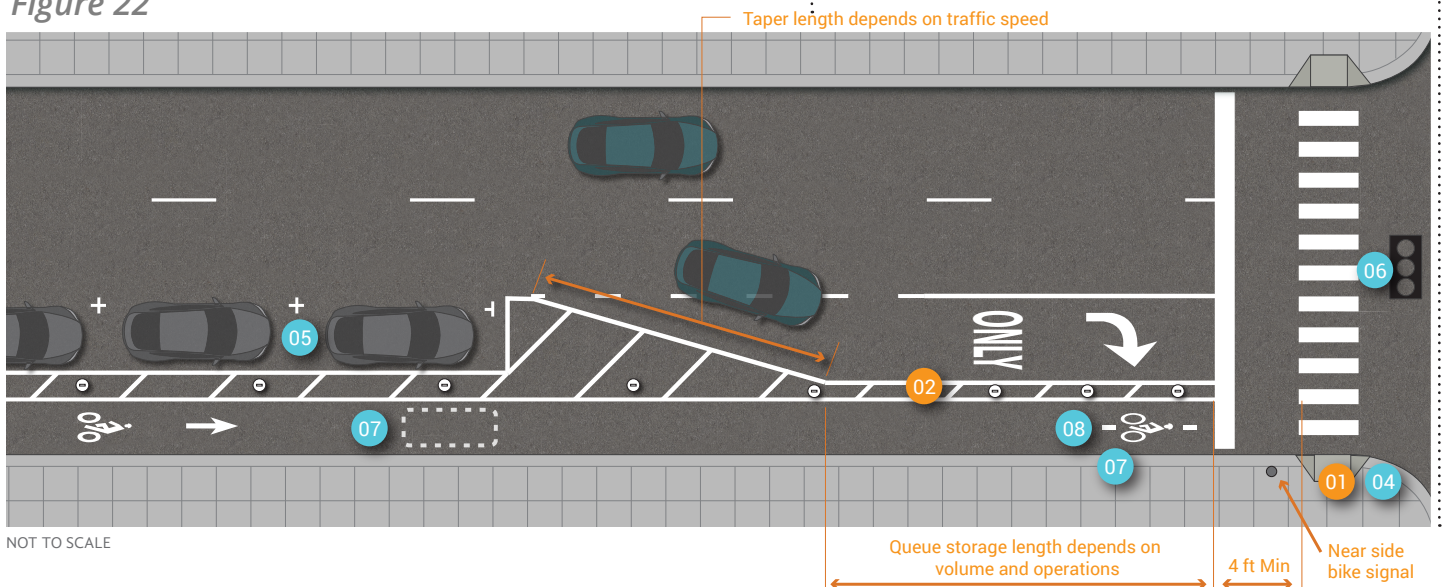 Figure 22
Taper length depends on traffic speed
06
05
ONLY
02
07
08
07
01 04
NOT TO SCALE
Queue storage length depends on
volume and operations
4 ft Min
Near side
bike signal